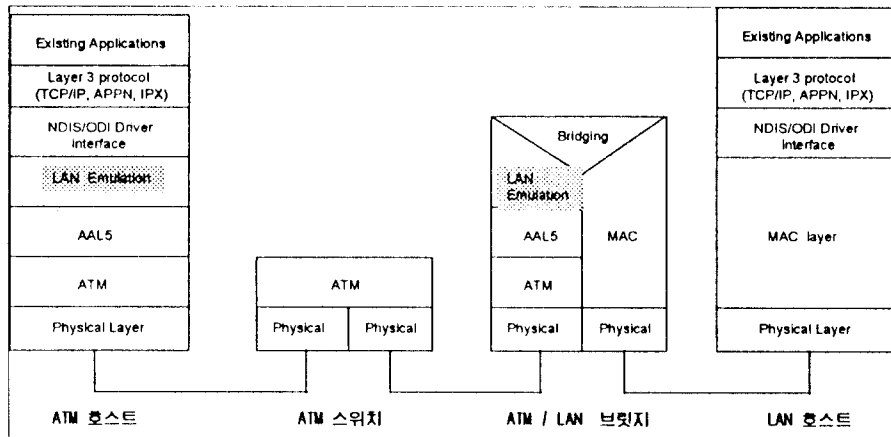 Existing Applications
Layer 3 protocol
(TCP/IP, APPN, IPX)
NDIS/ODI Driver
Interface
LAN Emulation
AAL5
ATM
Physical Layer
ATM 호스트
ATM
Physical
Physical
ATM 스위치
Bridging
LAN
Emulation
AAL5
MAC
ATM
Physical
Physical
ATM / LAN 브릿지
Existing Applications
Layer 3 protocol
(TCP/IP, APPN, IPX)
NDIS/ODI Driver
Interface
MAC layer
Physical Layer
LAN 호스트